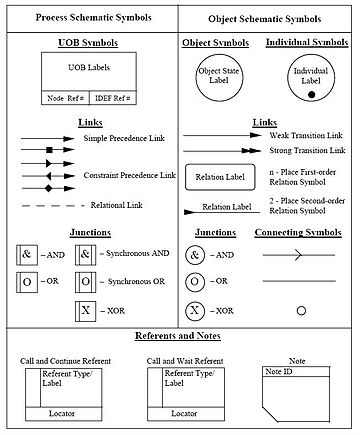 Process Schematic Symbols
Object Schematic Symbols
UOB Symbols
UOB Labels
Node Ref #
IDEF Ref #
Object Symbols
Individual Symbols
Object State
Label
Individual
Label
Links
Simple Precedence Link
Constraint Precedence Link
Relational Link
Links
Weak Transition Link
Strong Transition Link
Relation Label
n - Place First-order
Relation Symbol
Relation Label
2 - Place Second-order
Relation Symbol
Junctions
& – AND
& – Synchronous AND
O – OR
O – Synchronous OR
X – XOR
Junctions
& – AND
O – OR
X – XOR
Connecting Symbols
Referents and Notes
Call and Continue Referent
Referent Type/
Label
Locator
Call and Wait Referent
Referent Type/
Label
Locator
Note
Note ID